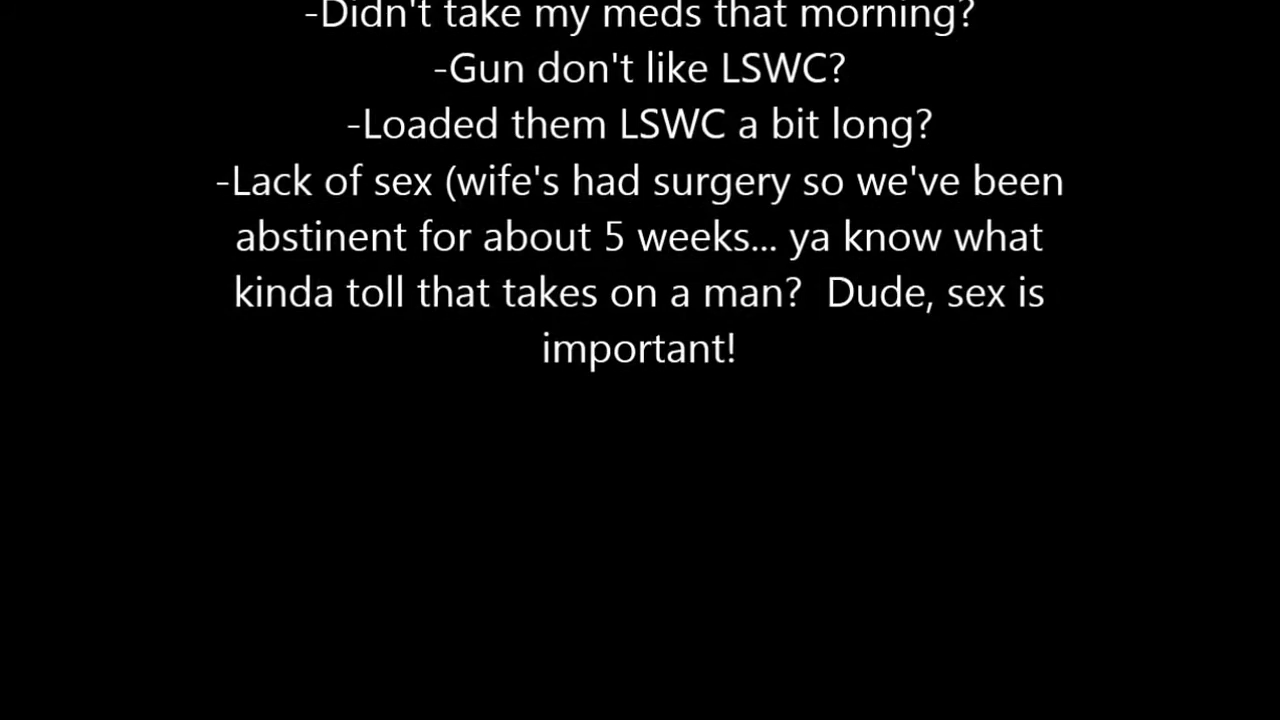 -Didn't take my meds that morning?
-Gun don't like LSWC?
-Loaded them LSWC a bit long?
-Lack of sex (wife's had surgery so we've been
abstinent for about 5 weeks... ya know what
kinda toll that takes on a man?  Dude, sex is
important!